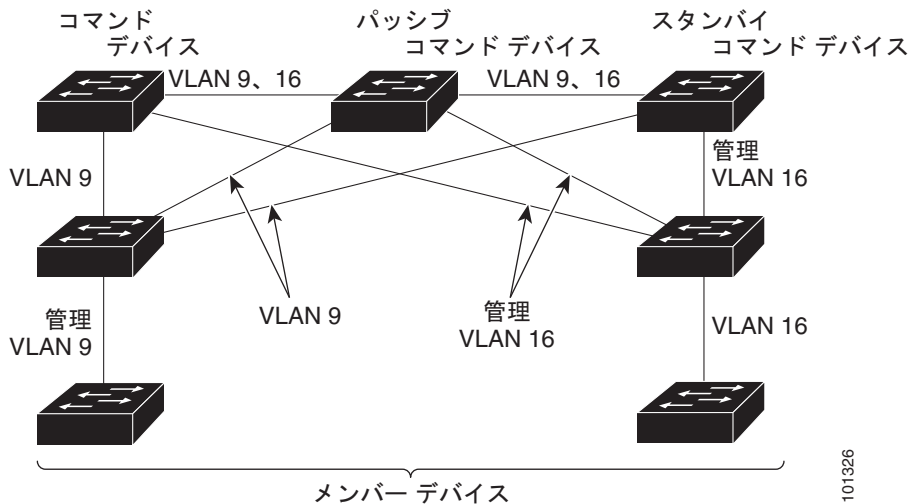 コマンド
デバイス
パッシブ
コマンド デバイス
スタンバイ
コマンド デバイス
VLAN 9、16
VLAN 9、16
VLAN 9
管理
VLAN 16
VLAN 9
管理
VLAN 16
管理
VLAN 9
VLAN 16
メンバー デバイス
101326